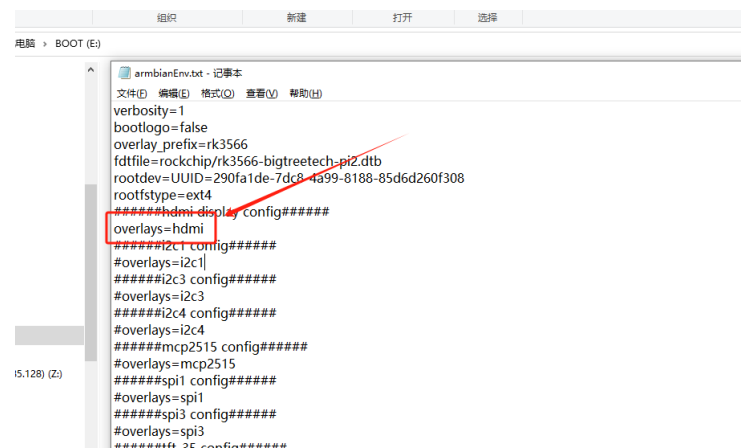 组织 新建 打开 选择
电脑 > BOOT (E:)
armbianEnv.txt - 记事本
文件(F) 编辑(E) 格式(O) 查看(V) 帮助(H)
verbosity=1
bootlogo=false
overlay_prefix=rk3566
fdtfile=rockchip/rk3566-bigtreetech-pi2.dtb
rootdev=UUID=290fa1de-7dc8-4a99-8188-85d6d260f308
rootfstype=ext4
######hdmi display config######
overlays=hdmi
######i2c1 config######
#overlays=i2c1
######i2c3 config######
#overlays=i2c3
######i2c4 config######
#overlays=i2c4
######mcp2515 config######
#overlays=mcp2515
######spi1 config######
35.128) (Z:)
#overlays=spi1
######spi3 config######
#overlays=spi3
######tft_35 config######